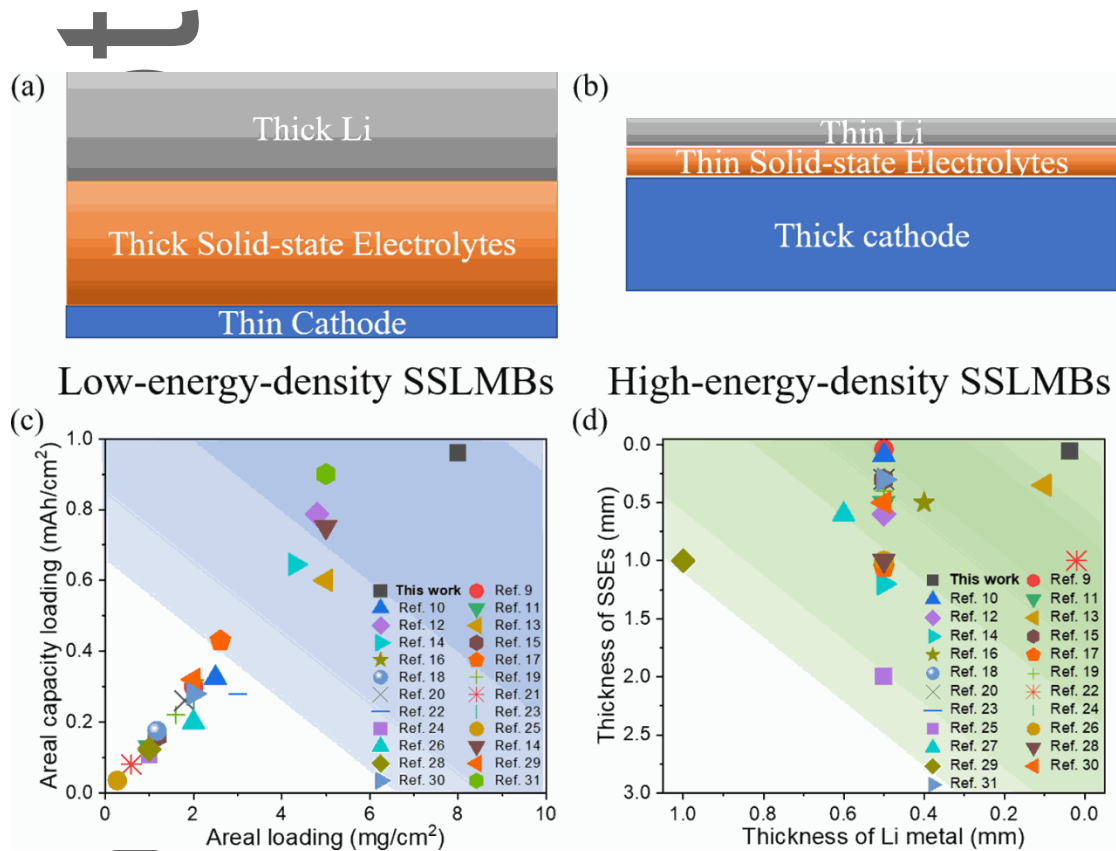 (a)
Thick Li
Thick Solid-state Electrolytes
Thin Cathode
Low-energy-density SSLMBs
(b)
Thin Li
Thin Solid-state Electrolytes
Thick cathode
High-energy-density SSLMBs
(c)
Areal capacity loading (mAh/cm²)
1.0
0.8
0.6
0.4
0.2
0.0
This work Ref. 9
Ref. 10 Ref. 11
Ref. 12 Ref. 13
Ref. 14 Ref. 15
Ref. 16 Ref. 17
Ref. 18 Ref. 19
Ref. 20 Ref. 21
Ref. 22 Ref. 23
Ref. 24 Ref. 25
Ref. 26 Ref. 14
Ref. 28 Ref. 29
Ref. 30 Ref. 31
0 2 4 6 8 10
Areal loading (mg/cm²)
(d)
Thickness of SSEs (mm)
0.0
0.5
1.0
1.5
2.0
2.5
3.0
This work Ref. 9
Ref. 10 Ref. 11
Ref. 12 Ref. 13
Ref. 14 Ref. 15
Ref. 16 Ref. 17
Ref. 18 Ref. 19
Ref. 20 Ref. 22
Ref. 23 Ref. 24
Ref. 25 Ref. 26
Ref. 27 Ref. 28
Ref. 29 Ref. 30
Ref. 31
1.0 0.8 0.6 0.4 0.2 0.0
Thickness of Li metal (mm)